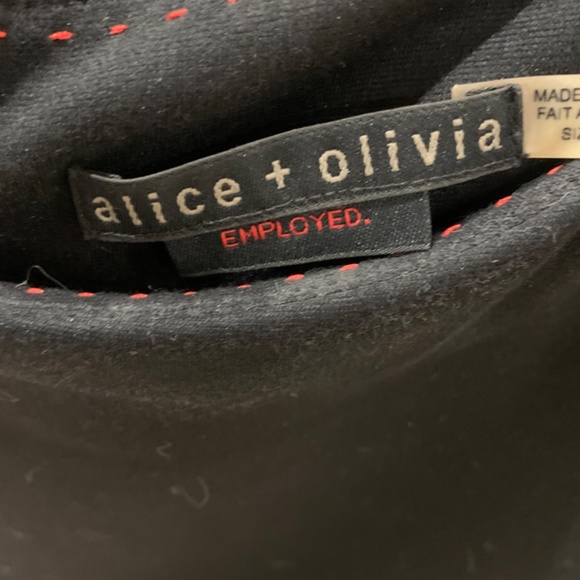 alice + olivia
EMPLOYED.
MADE
FAIT A